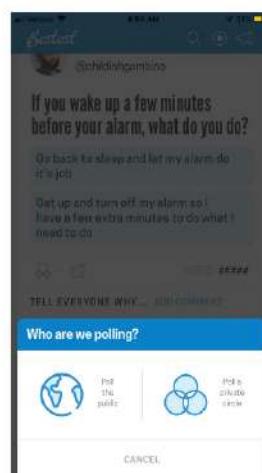 Bestest
@childishgambino
If you wake up a few minutes
before your alarm, what do you do?
Go back to sleep and let my alarm do
it's job
Get up and turn off my alarm so I
have a few extra minutes to do what I
need to do
TELL EVERYONE WHY... ADD COMMENT
Who are we polling?
Poll
the
public
Poll a
private
circle
CANCEL